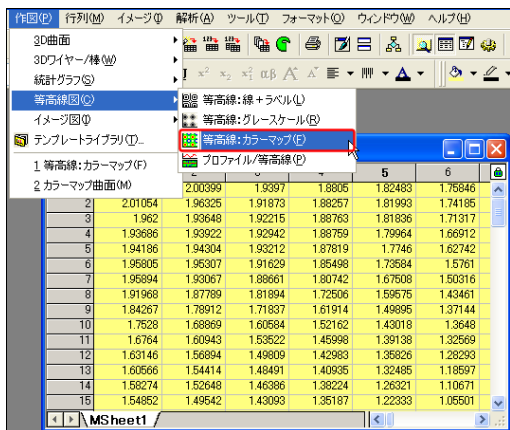 作図(P) 行列(M) イメージ(I) 解析(A) ツール(T) フォーマット(O) ウィンドウ(W) ヘルプ(H)
3D曲面
3Dワイヤー/棒(W)
統計グラフ(S)
等高線図(C)
イメージ図(I)
テンプレートライブラリ(T)...
1 等高線:カラーマップ(F)
2 カラーマップ曲面(M)
等高線:線+ラベル(L)
等高線:グレースケール(R)
等高線:カラーマップ(F)
プロファイル/等高線(P)
5 6
2.00399 1.9397 1.8805 1.82483 1.75846
2 2.01054 1.96325 1.91873 1.88257 1.81993 1.74185
3 1.962 1.93648 1.92215 1.88763 1.81836 1.71317
4 1.93686 1.93922 1.92942 1.88759 1.79964 1.66912
5 1.94186 1.94304 1.93212 1.87819 1.7746 1.62742
6 1.95805 1.95307 1.91629 1.85498 1.73584 1.5761
7 1.95894 1.93067 1.88661 1.80742 1.67508 1.50316
8 1.91968 1.87789 1.81894 1.72506 1.59575 1.43461
9 1.84267 1.78912 1.71837 1.61914 1.49895 1.37144
10 1.7528 1.68869 1.60584 1.52162 1.43018 1.3648
11 1.6764 1.60943 1.53522 1.45998 1.39138 1.32569
12 1.63146 1.56894 1.49809 1.42983 1.35826 1.28293
13 1.60566 1.54414 1.48491 1.40935 1.32485 1.18597
14 1.58274 1.52648 1.46386 1.38224 1.26321 1.10671
15 1.54852 1.49542 1.43093 1.35187 1.22333 1.05501
MSheet1